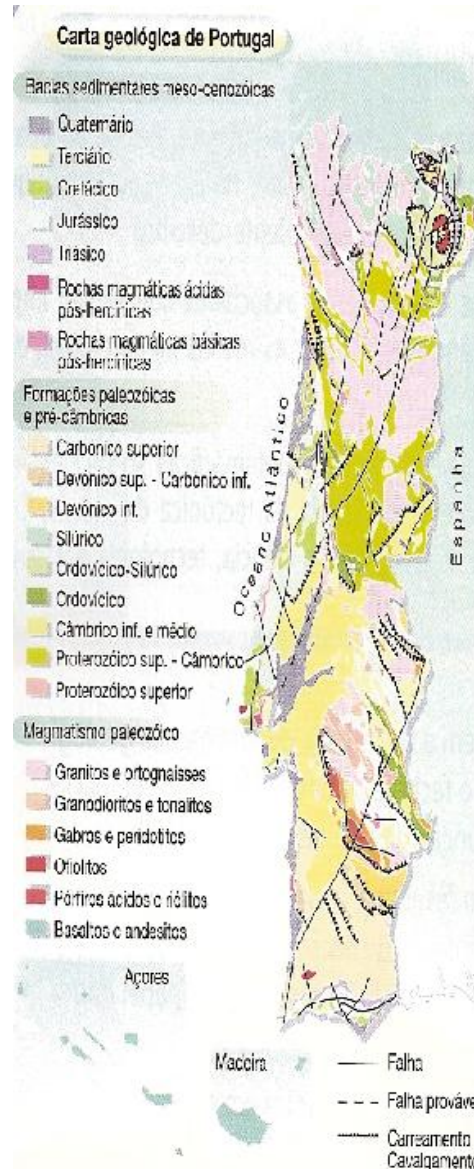 Carta geológica de Portugal
Bacias sedimentares meso-cenozóicas
Quaternário
Terciário
Cretácico
Jurássico
Triásico
Rochas magmáticas ácidas
pós-hercínicas
Rochas magmáticas básicas
pós-hercínicas
Formações paleozóicas
e pré-câmbricas
Carbónico superior
Devónico sup. - Carbónico inf.
Devónico inf.
Silúrico
Ordovícico-Silúrico
Ordovícico
Câmbrico inf. e médio
Proterozóico sup. - Câmbrico
Proterozóico superior
Magmatismo paleozóico
Granitos e ortognaisses
Granodioritos e tonalitos
Gabros e peridotitos
Ofiolitos
Pórfiros ácidos e riólitos
Basaltos e andesitos
Oceano Atlântico
Espanha
Açores
Madeira
Falha
Falha prováve
Carreamento
Cavalgamento